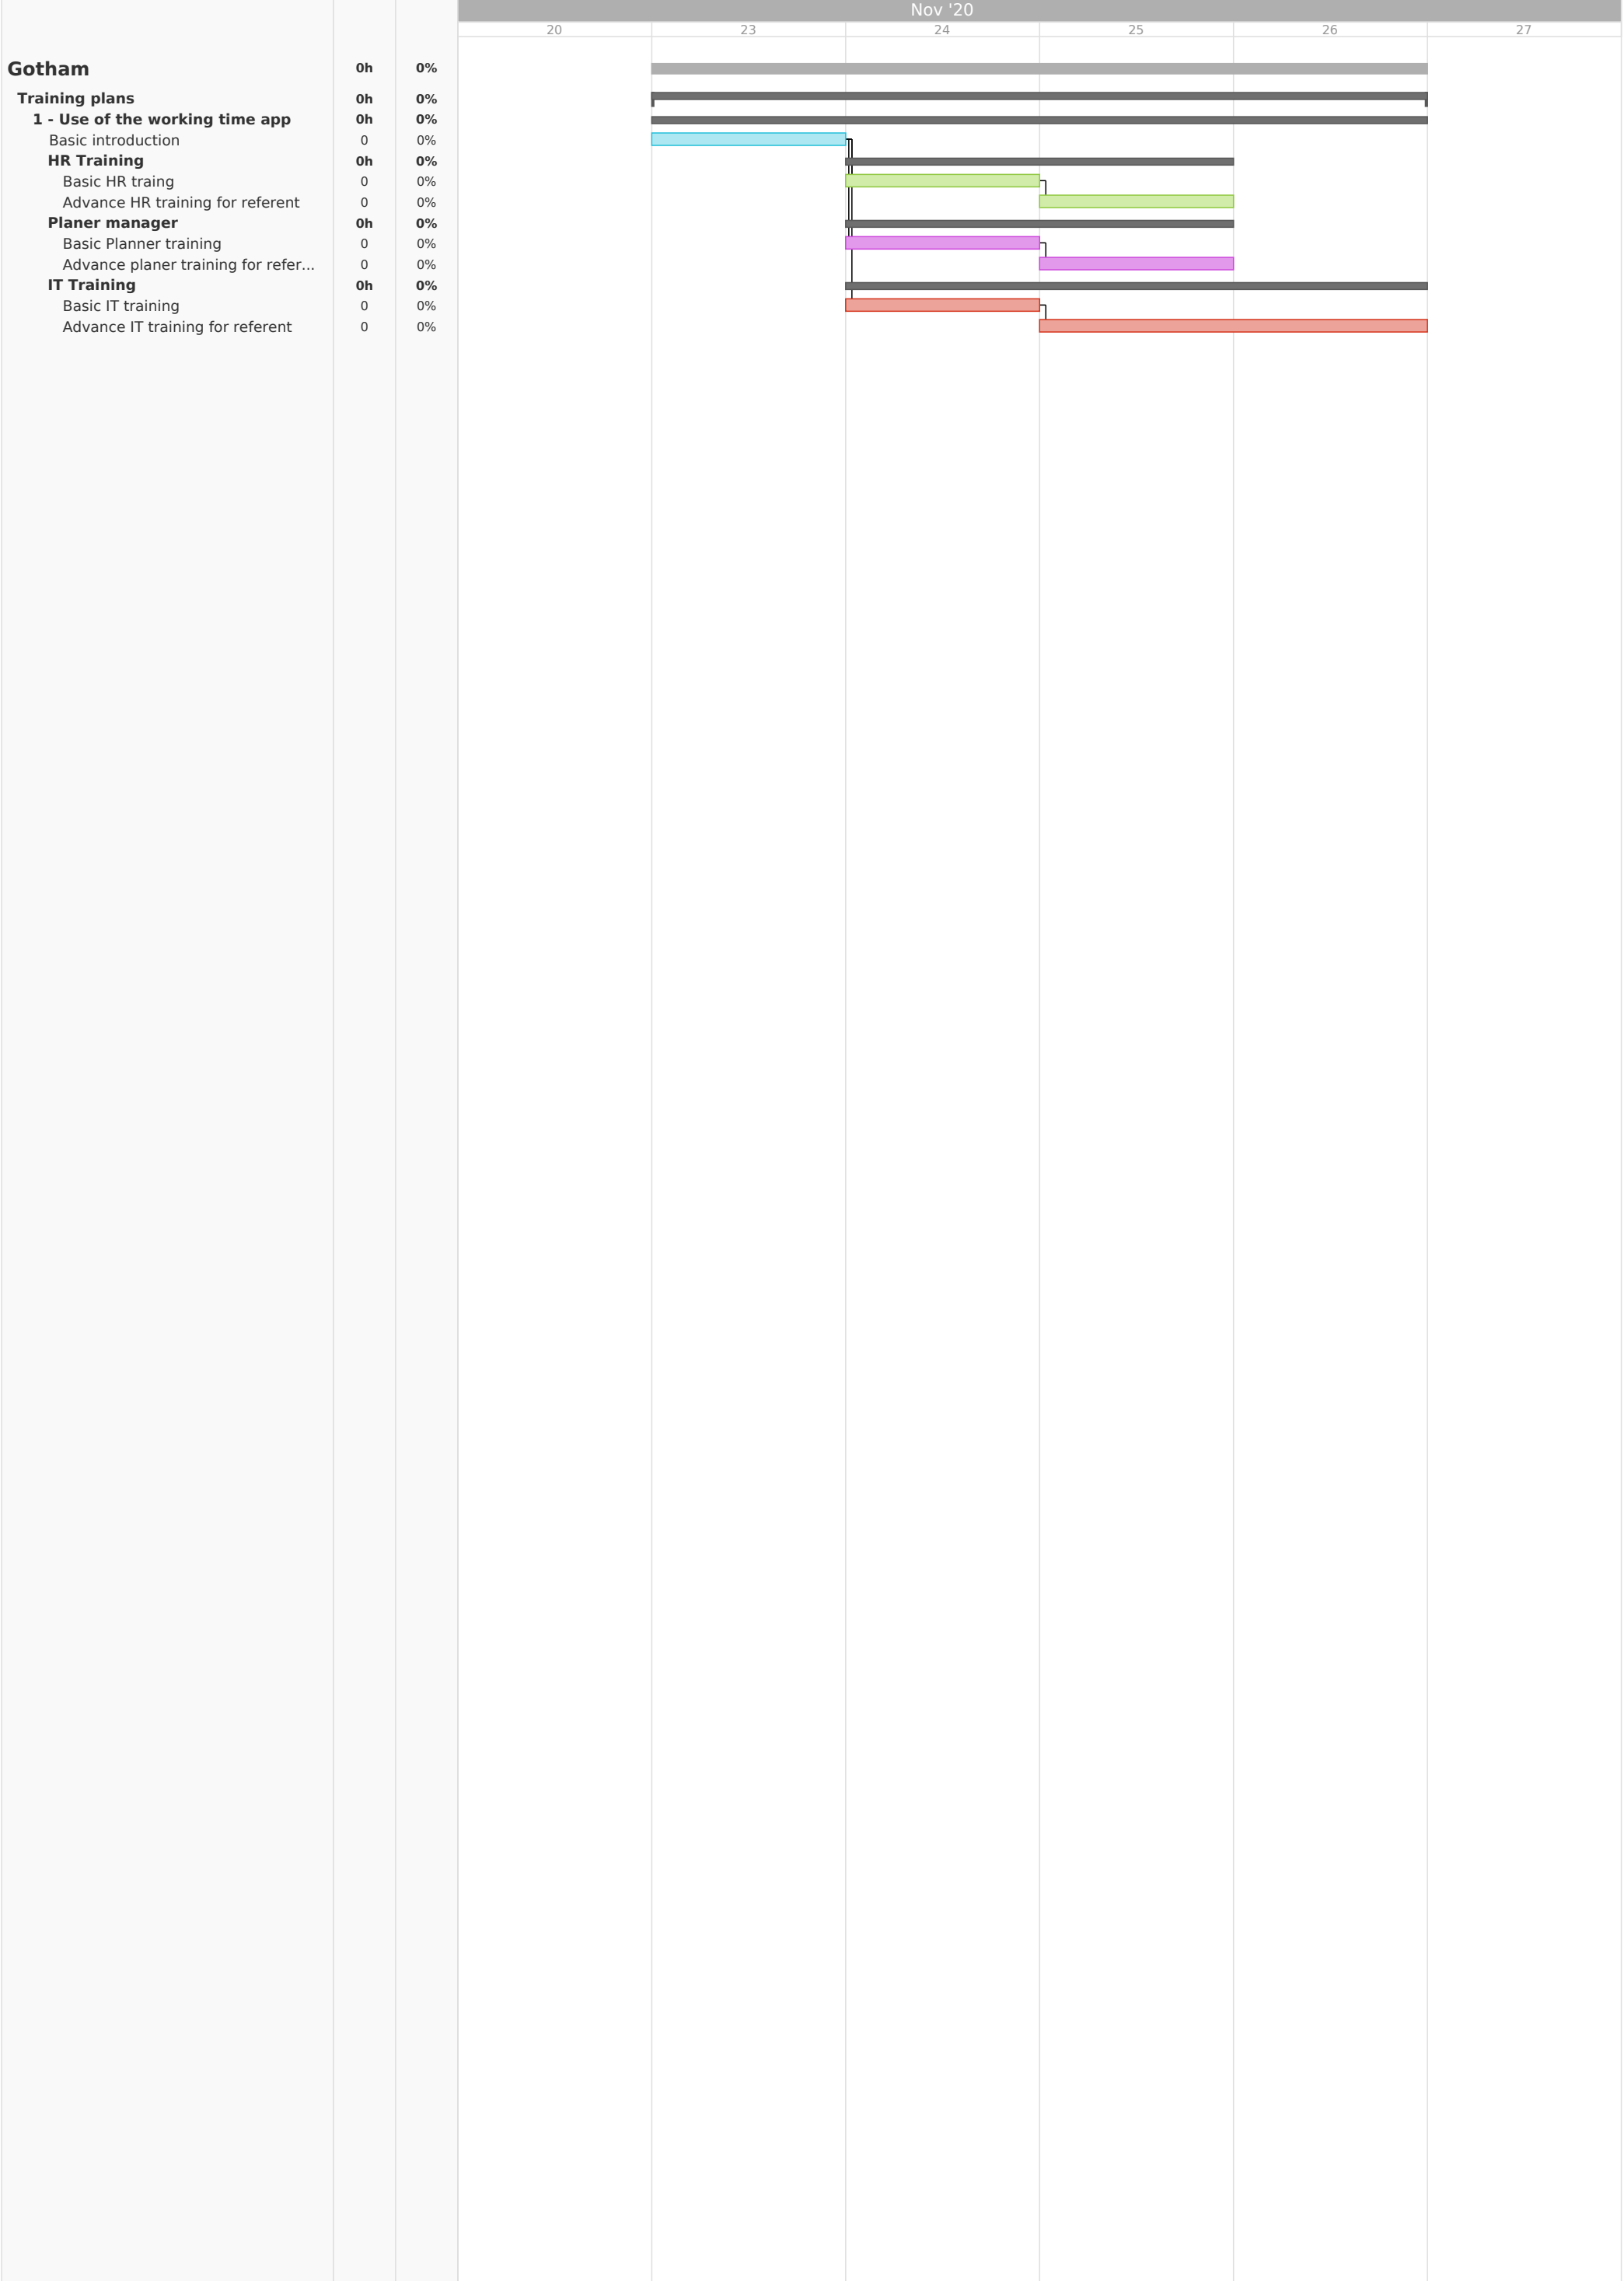 Nov '20
20 23 24 25 26 27
Gotham 0h 0%
Training plans 0h 0%
1 - Use of the working time app 0h 0%
Basic introduction 0 0%
HR Training 0h 0%
Basic HR traing 0 0%
Advance HR training for referent 0 0%
Planer manager 0h 0%
Basic Planner training 0 0%
Advance planer training for refer... 0 0%
IT Training 0h 0%
Basic IT training 0 0%
Advance IT training for referent 0 0%